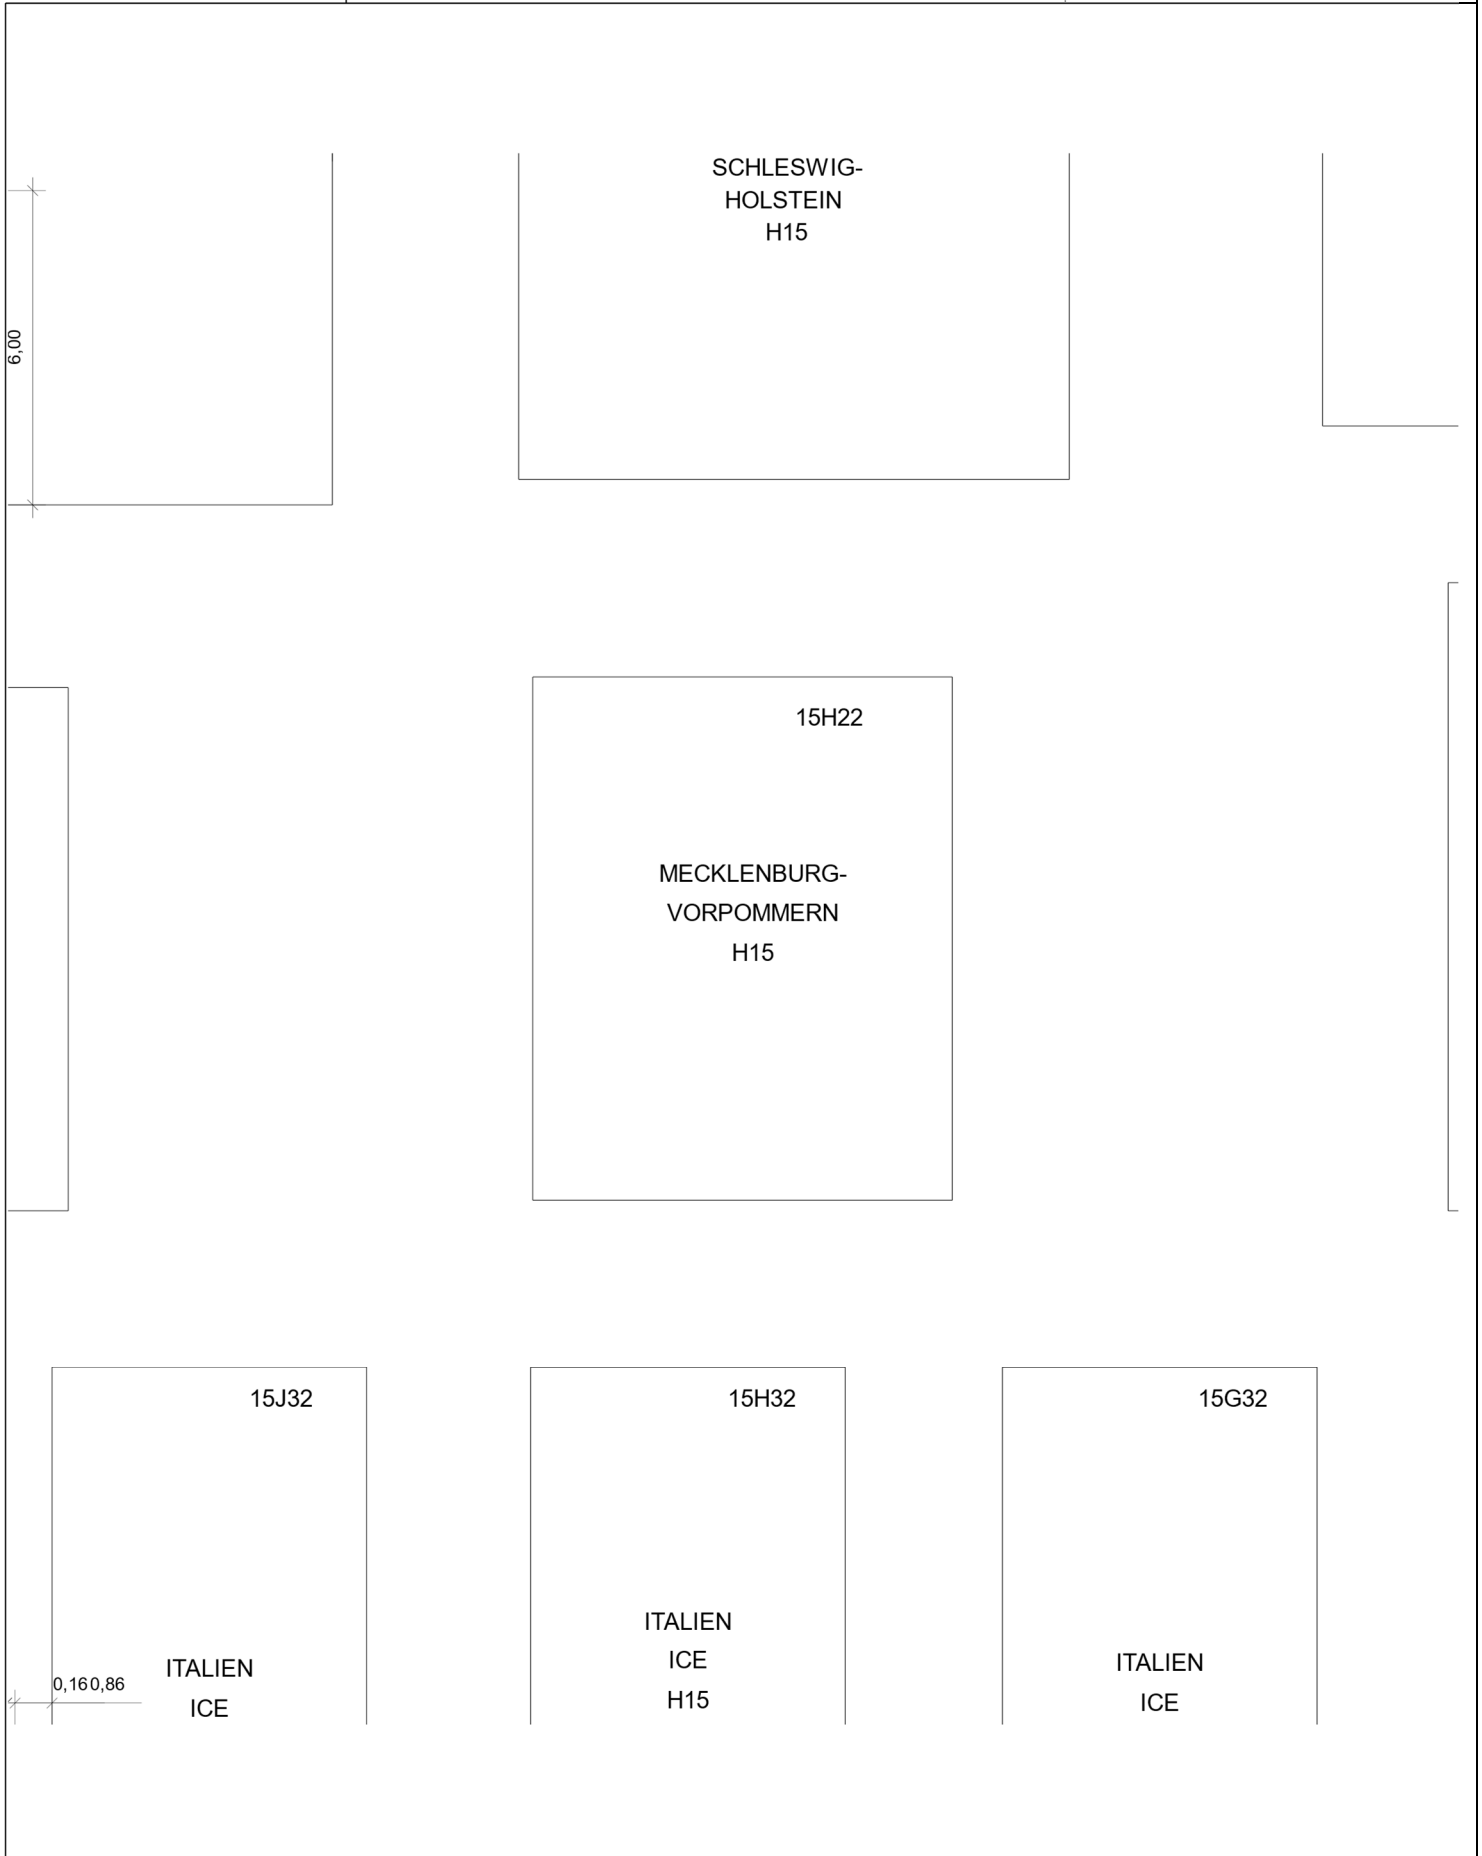 SCHLESWIG-
HOLSTEIN
H15
6,00
15H22
MECKLENBURG-
VORPOMMERN
H15
15J32
15H32
15G32
ITALIEN
ICE
H15
0,16 0,86
ITALIEN
ICE
ITALIEN
ICE